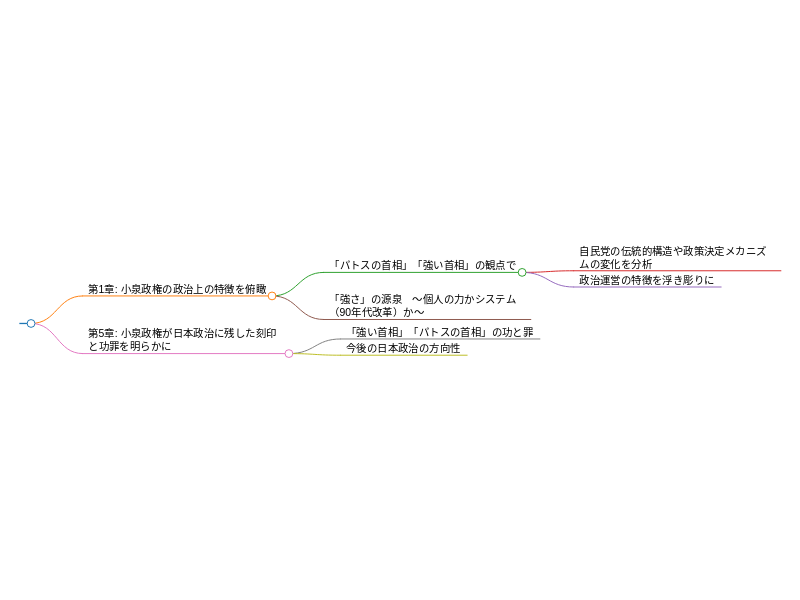 第1章: 小泉政権の政治上の特徴を俯瞰
「パトスの首相」「強い首相」の観点で
自民党の伝統的構造や政策決定メカニズ
ムの変化を分析
政治運営の特徴を浮き彫りに
「強さ」の源泉　〜個人の力かシステム
（90年代改革）か〜
第5章: 小泉政権が日本政治に残した刻印
と功罪を明らかに
「強い首相」「パトスの首相」の功と罪
今後の日本政治の方向性